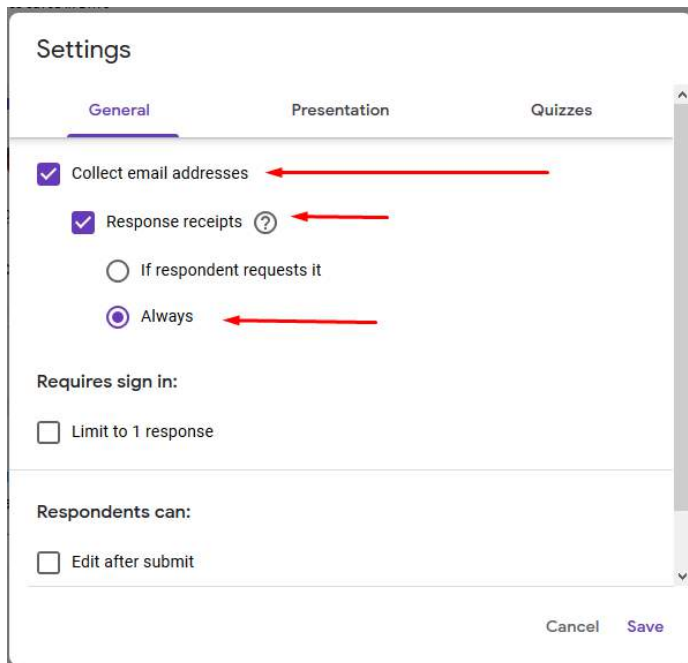 Settings
General Presentation Quizzes
Collect email addresses
Response receipts ?
If respondent requests it
Always
Requires sign in:
Limit to 1 response
Respondents can:
Edit after submit
Cancel Save